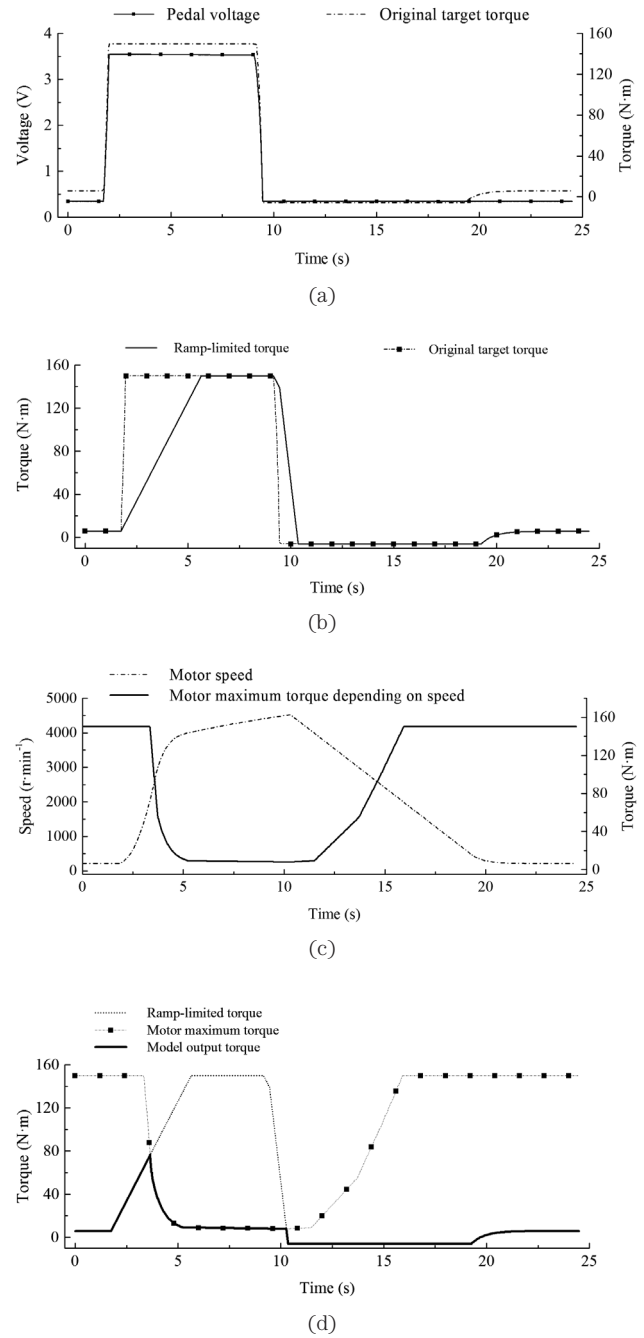 Pedal voltage
Original target torque
4
3
2
1
0
160
120
80
40
0
Voltage (V)
Torque (N·m)
0 5 10 15 20 25
Time (s)
(a)
Ramp-limited torque
Original target torque
160
120
80
40
0
Torque (N·m)
0 5 10 15 20 25
Time (s)
(b)
Motor speed
Motor maximum torque depending on speed
5000
4000
3000
2000
1000
0
160
120
80
40
0
Speed (r·min⁻¹)
Torque (N·m)
0 5 10 15 20 25
Time (s)
(c)
Ramp-limited torque
Motor maximum torque
Model output torque
160
120
80
40
0
Torque (N·m)
0 5 10 15 20 25
Time (s)
(d)